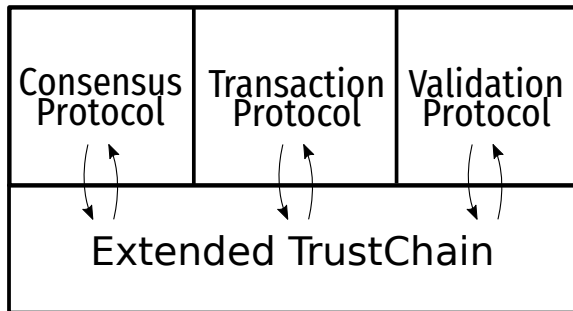 Consensus
Protocol
Transaction
Protocol
Validation
Protocol
Extended TrustChain